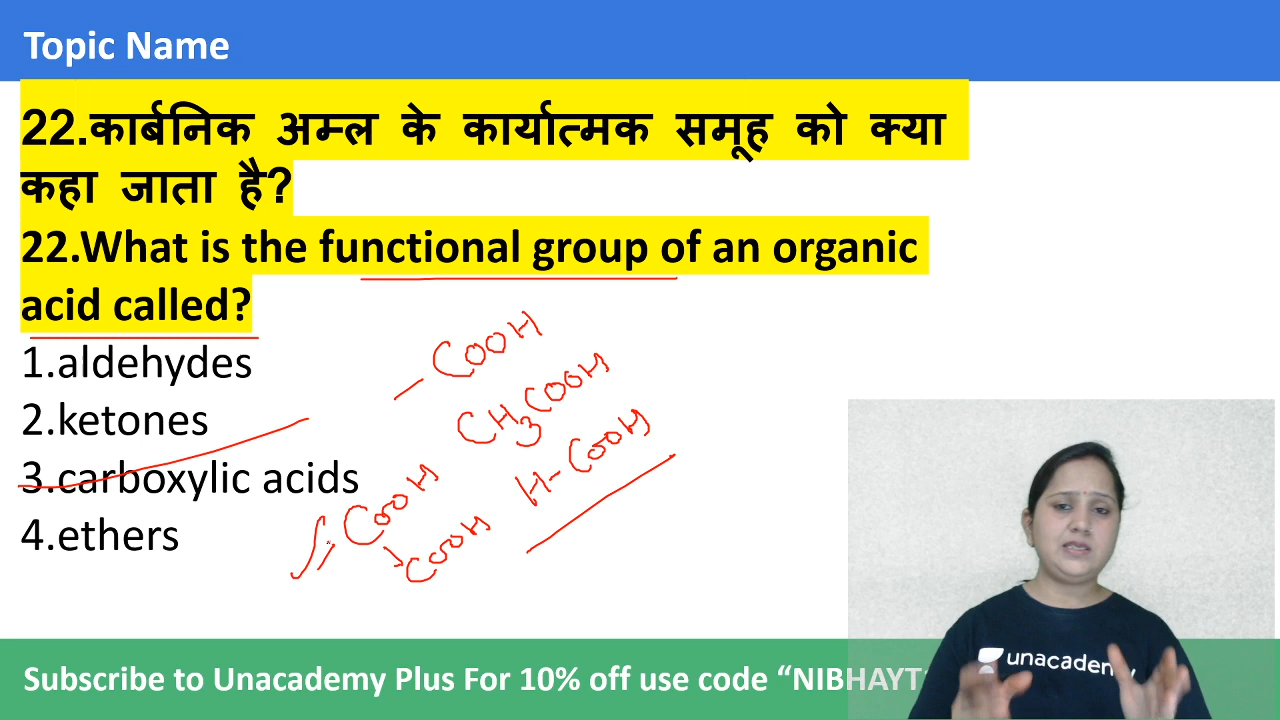 Topic Name
22.कार्बनिक अम्ल के कार्यात्मक समूह को क्या
कहा जाता है?
22.What is the functional group of an organic
acid called?
1.aldehydes
2.ketones
3.carboxylic acids
4.ethers
– COOH
CH3COOH
H-COOH
COOH
COOH
unacademy
Subscribe to Unacademy Plus For 10% off use code “NIBHAYT